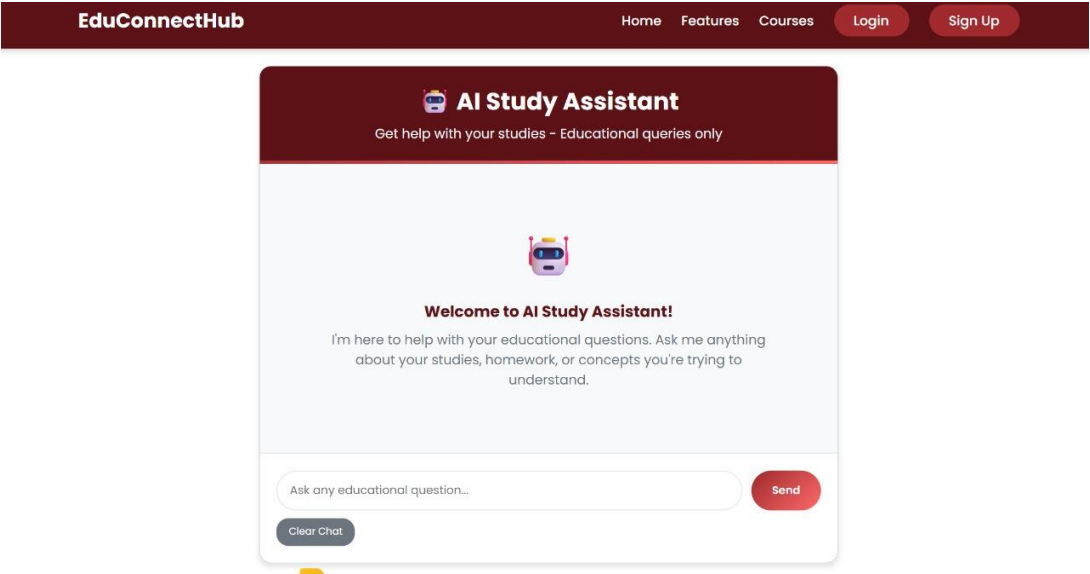 EduConnectHub
Home Features Courses Login Sign Up
AI Study Assistant
Get help with your studies - Educational queries only
Welcome to AI Study Assistant!
I'm here to help with your educational questions. Ask me anything
about your studies, homework, or concepts you're trying to
understand.
Ask any educational question...
Send
Clear Chat